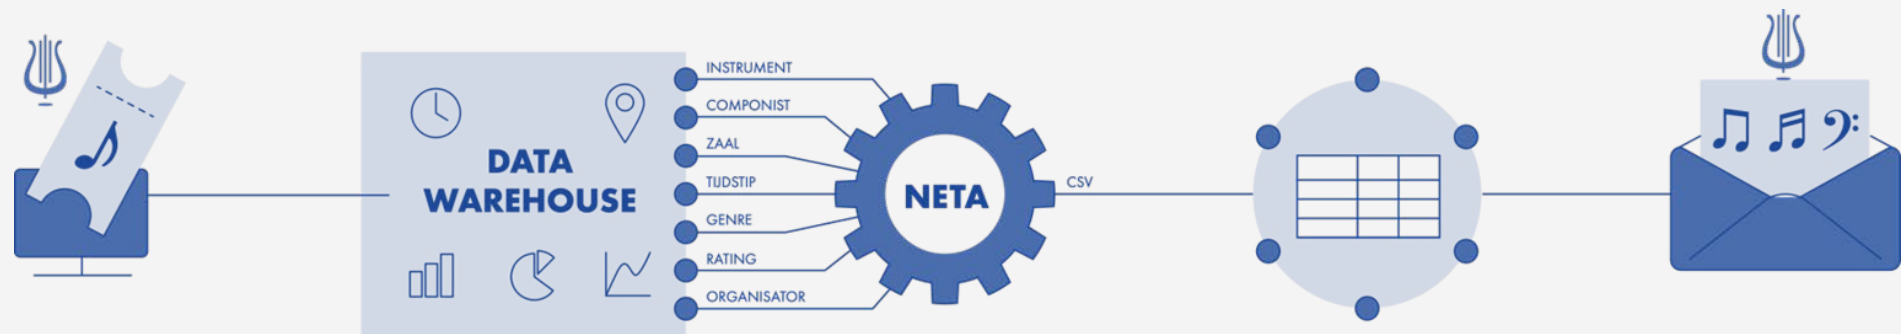 DATA
WAREHOUSE
INSTRUMENT
COMPONIST
ZAAL
TIJDSTIP
GENRE
RATING
ORGANISATOR
NETA
CSV